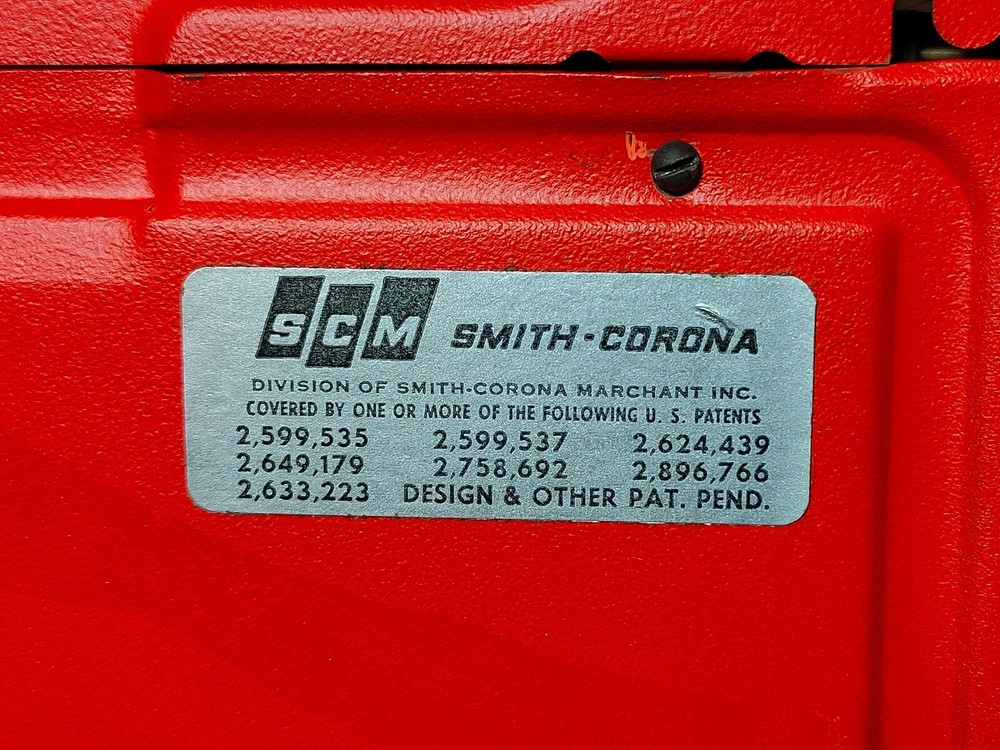 SCM SMITH-CORONA
DIVISION OF SMITH-CORONA MARCHANT INC.
COVERED BY ONE OR MORE OF THE FOLLOWING U. S. PATENTS
2,599,535 2,599,537 2,624,439
2,649,179 2,758,692 2,896,766
2,633,223 DESIGN & OTHER PAT. PEND.